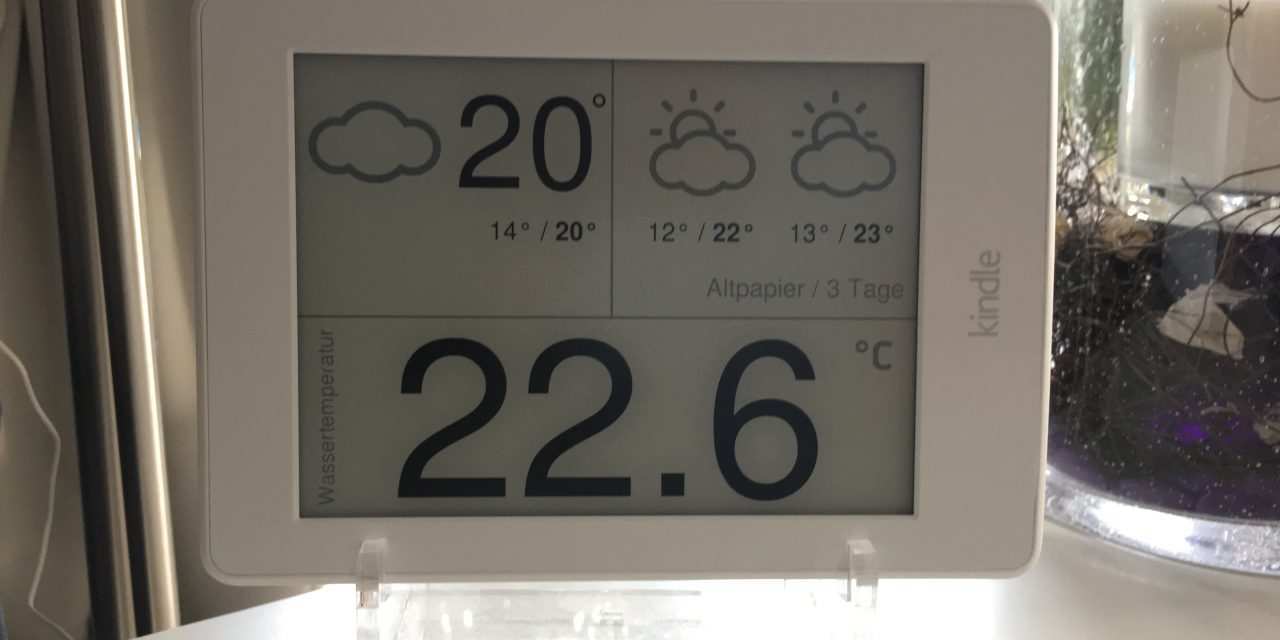 20°
14° / 20°
12° / 22° 13° / 23°
Altpapier / 3 Tage
Wassertemperatur
22.6 °C
kindle